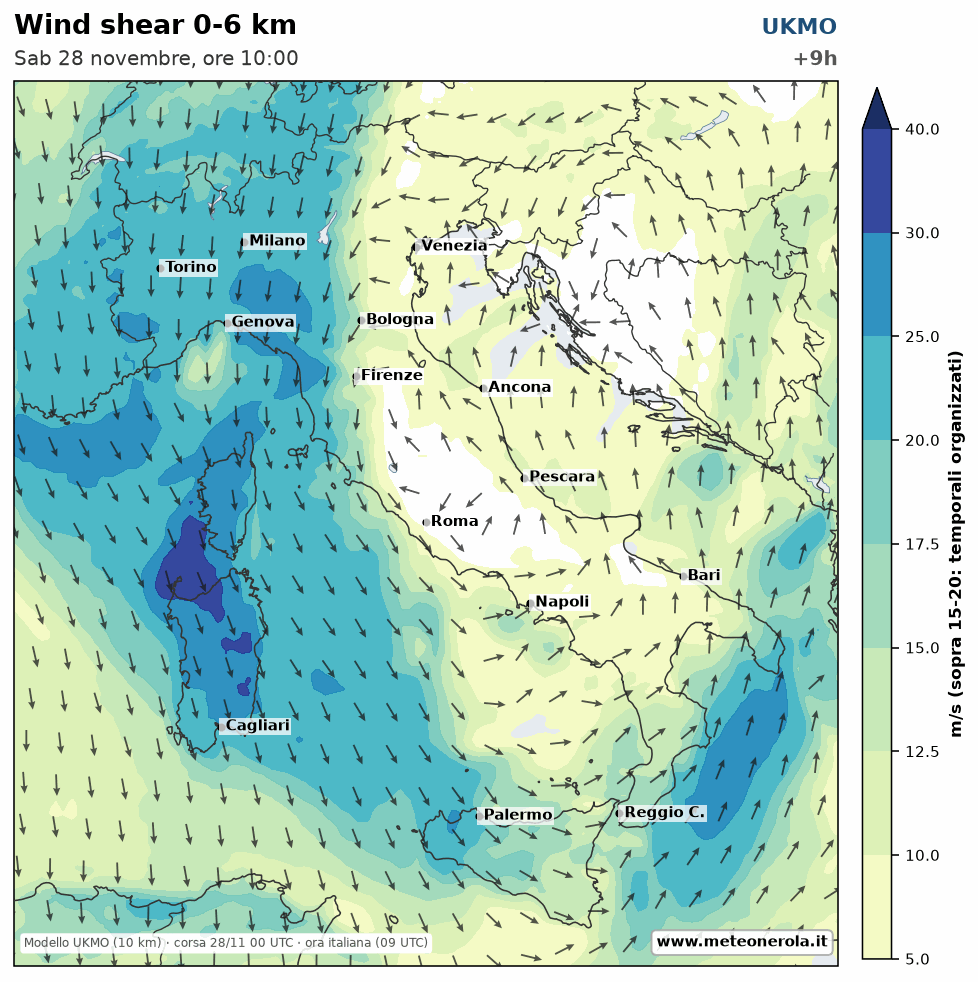 Wind shear 0-6 km
UKMO
Sab 28 novembre, ore 10:00
+9h
40.0
30.0
25.0
20.0
17.5
15.0
12.5
10.0
5.0
m/s (sopra 15-20: temporali organizzati)
Milano
Venezia
Torino
Genova
Bologna
Firenze
Ancona
Pescara
Roma
Bari
Napoli
Cagliari
Palermo
Reggio C.
Modello UKMO (10 km) · corsa 28/11 00 UTC · ora italiana (09 UTC)
www.meteonerola.it